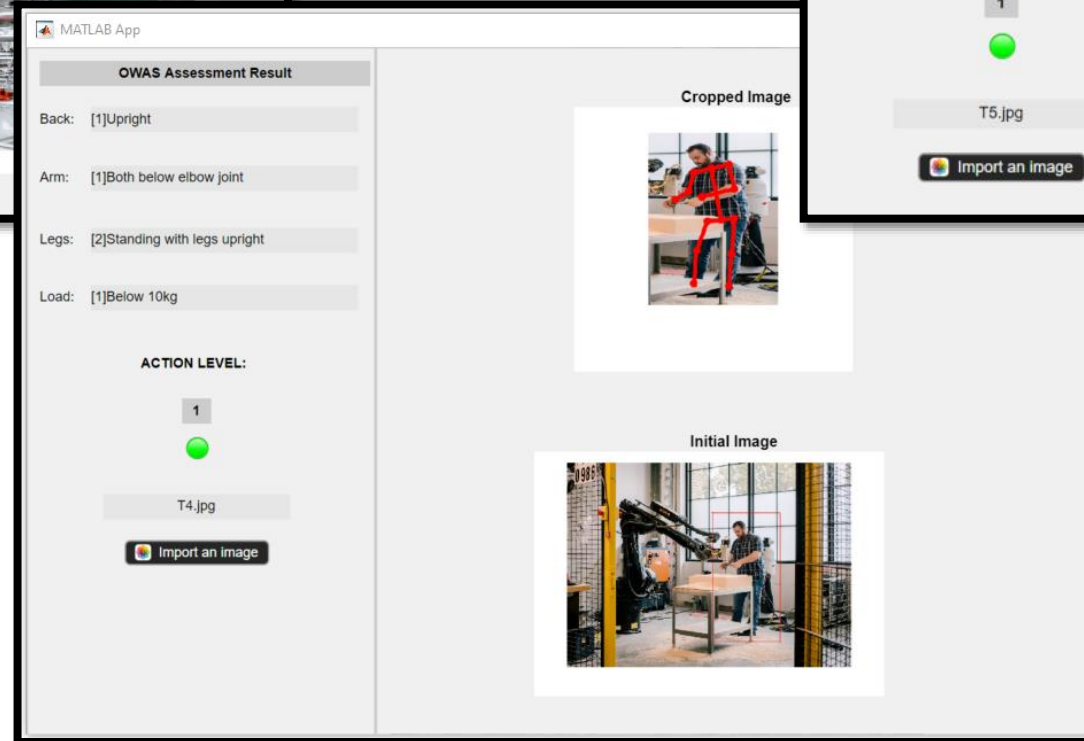 MATLAB App
OWAS Assessment Result
Back: [1]Upright
Arm: [1]Both below elbow joint
Legs: [2]Standing with legs upright
Load: [1]Below 10kg
ACTION LEVEL:
1
T4.jpg
Import an image
Cropped Image
Initial Image
0986
1
T5.jpg
Import an image